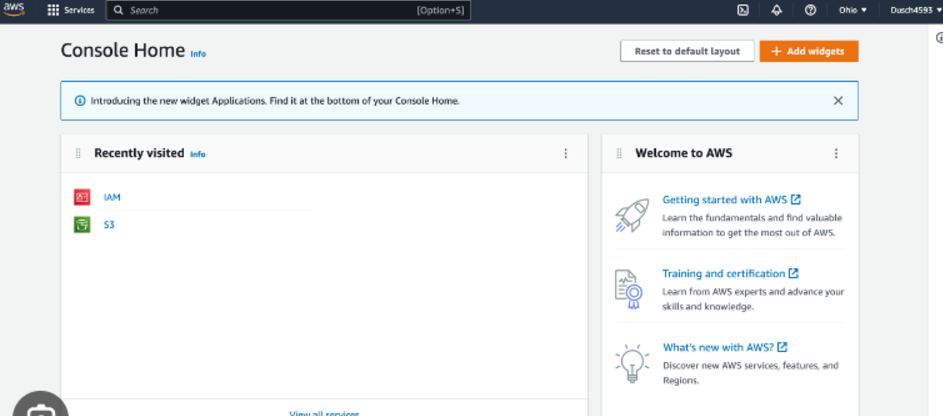 aws Services Search [Option+S] Ohio Dusch4593
Console Home Info
Reset to default layout
Add widgets
Introducing the new widget Applications. Find it at the bottom of your Console Home.
Recently visited Info
IAM
S3
View all services
Welcome to AWS
Getting started with AWS
Learn the fundamentals and find valuable
information to get the most out of AWS.
Training and certification
Learn from AWS experts and advance your
skills and knowledge.
What's new with AWS?
Discover new AWS services, features, and
Regions.